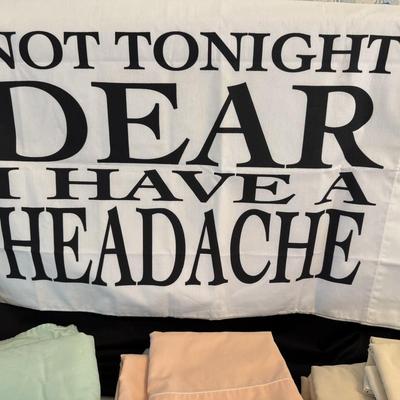 NOT TONIGHT
DEAR
I HAVE A
HEADACHE